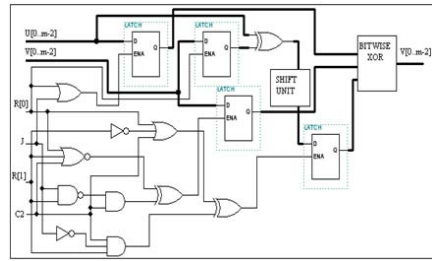 LATCH
U[0..m-2]
D Q
ENA
V[0..m-2]
LATCH
D Q
ENA
BITWISE
XOR
V[0..m-2]
SHIFT
UNIT
LATCH
D Q
ENA
R[0]
LATCH
D Q
ENA
J
R[1]
C2